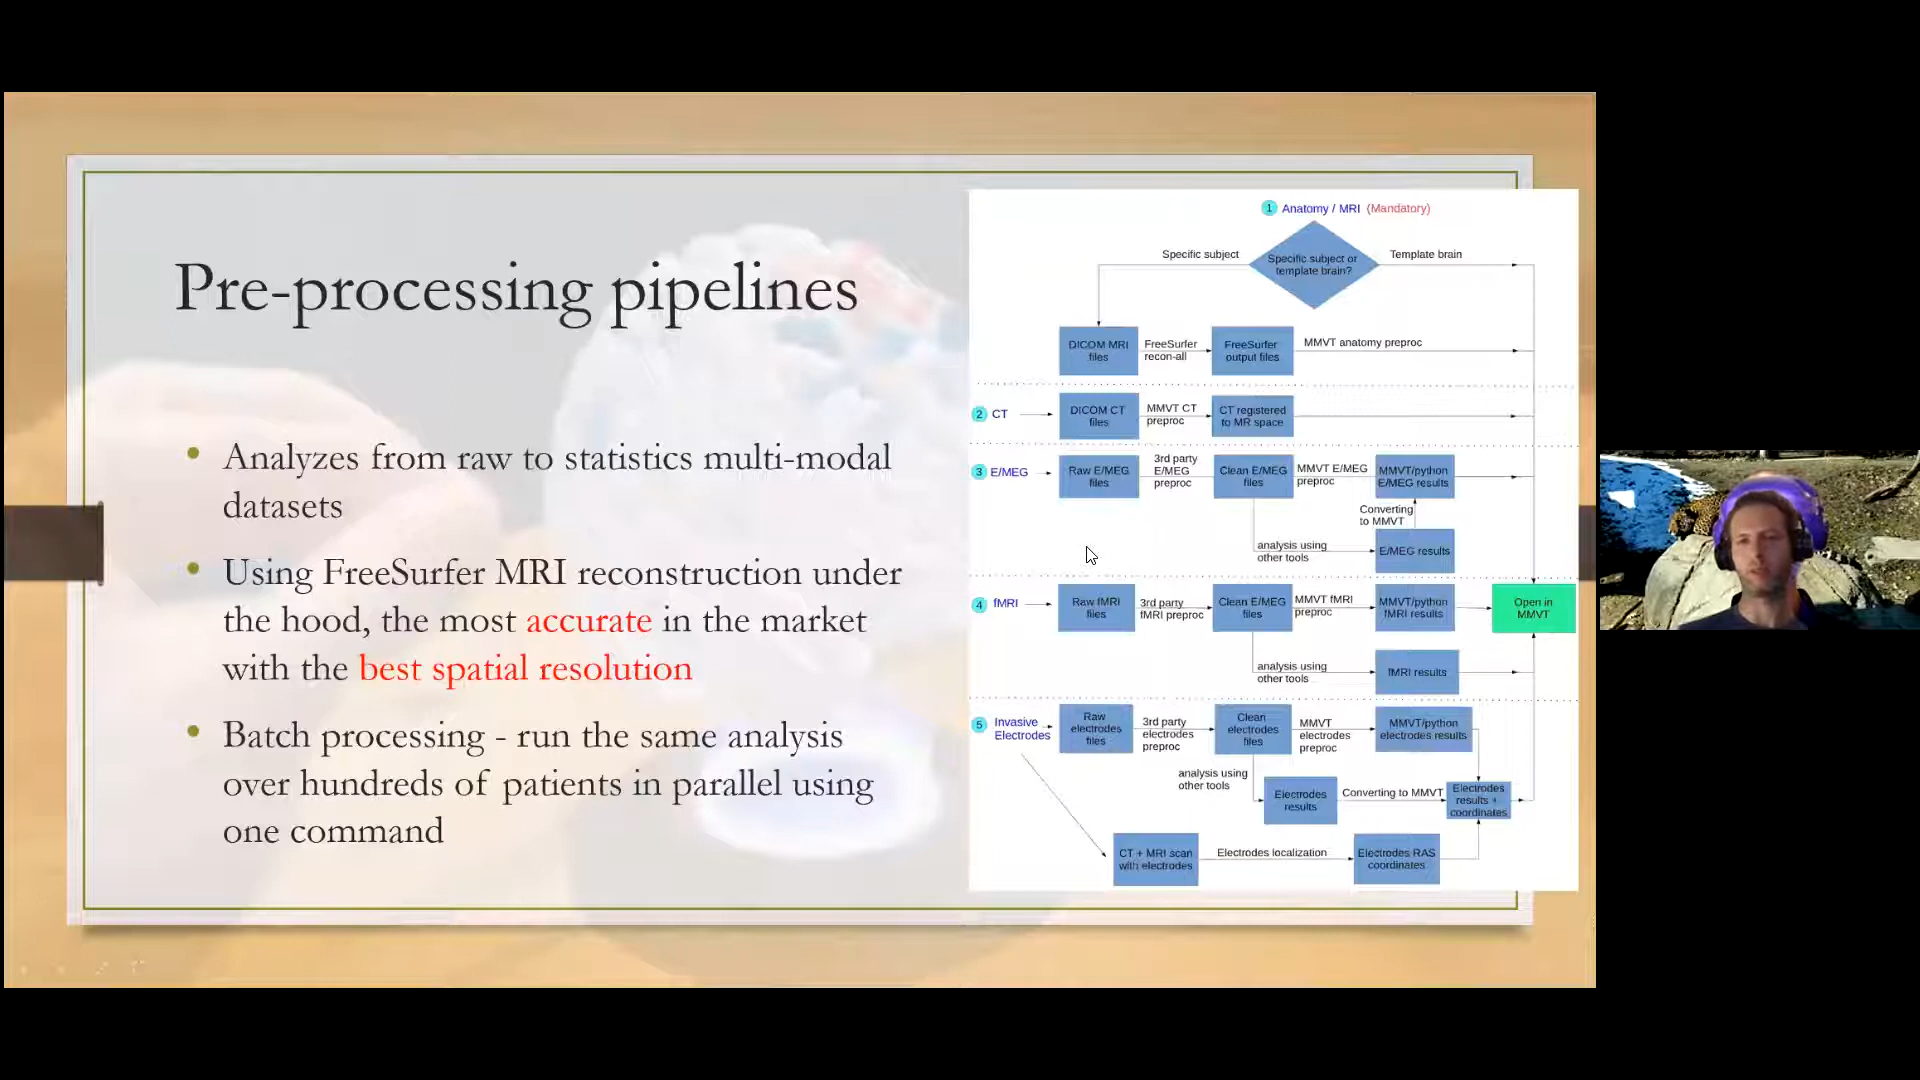 Pre-processing pipelines
Analyzes from raw to statistics multi-modal
datasets
Using FreeSurfer MRI reconstruction under
the hood, the most accurate in the market
with the best spatial resolution
Batch processing - run the same analysis
over hundreds of patients in parallel using
one command
1 Anatomy / MRI (Mandatory)
Specific subject
Specific subject or
template brain?
Template brain
DICOM MRI
files
FreeSurfer
recon-all
FreeSurfer
output files
MMVT anatomy preproc
2 CT
DICOM CT
files
MMVT CT
preproc
CT registered
to MR space
3 E/MEG
Raw E/MEG
files
3rd party
E/MEG
preproc
Clean E/MEG
files
MMVT E/MEG
preproc
MMVT/python
E/MEG results
Converting
to MMVT
analysis using
other tools
E/MEG results
4 fMRI
Raw fMRI
files
3rd party
fMRI preproc
Clean E/MEG
files
MMVT fMRI
preproc
MMVT/python
fMRI results
Open in
MMVT
analysis using
other tools
fMRI results
5 Invasive
Electrodes
Raw
electrodes
files
3rd party
electrodes
preproc
Clean
electrodes
files
MMVT
electrodes
preproc
MMVT/python
electrodes results
analysis using
other tools
Electrodes
results
Converting to MMVT
Electrodes
results +
coordinates
CT + MRI scan
with electrodes
Electrodes localization
Electrodes RAS
coordinates